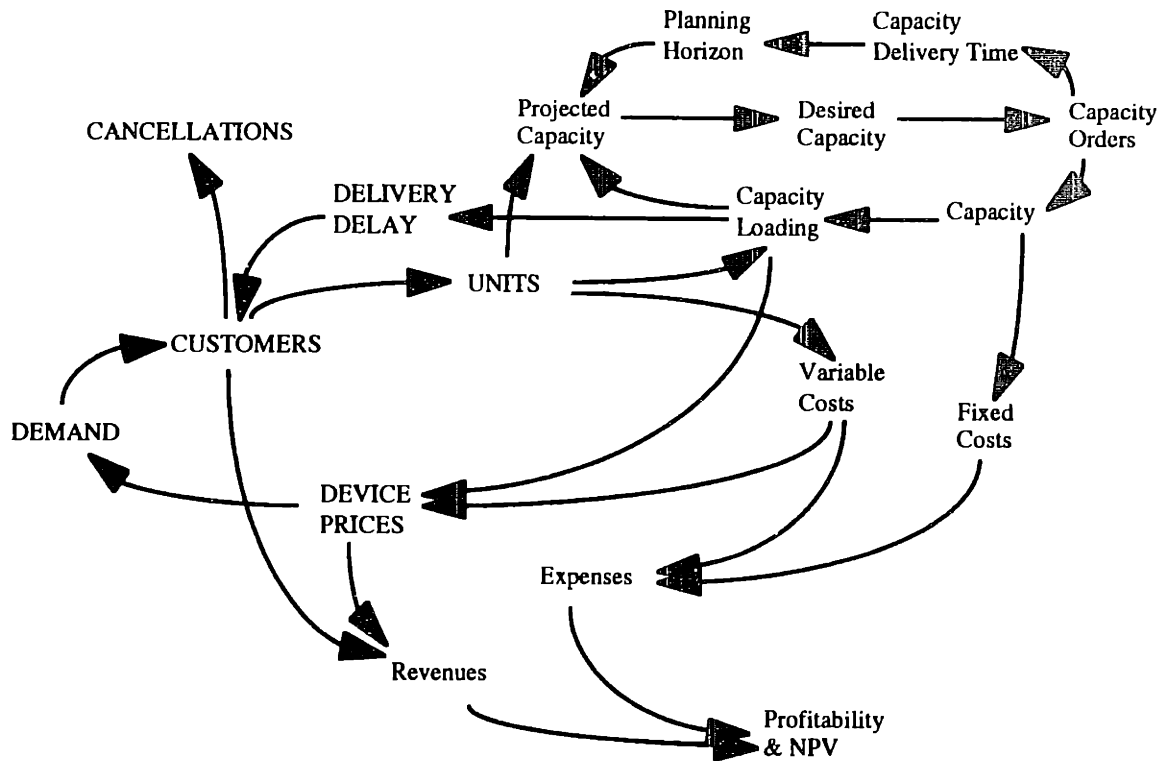 Planning
Horizon
Capacity
Delivery Time
CANCELLATIONS
Projected
Capacity
Desired
Capacity
Capacity
Orders
DELIVERY
DELAY
Capacity
Loading
Capacity
UNITS
CUSTOMERS
Variable
Costs
Fixed
Costs
DEMAND
DEVICE
PRICES
Expenses
Revenues
Profitability
& NPV